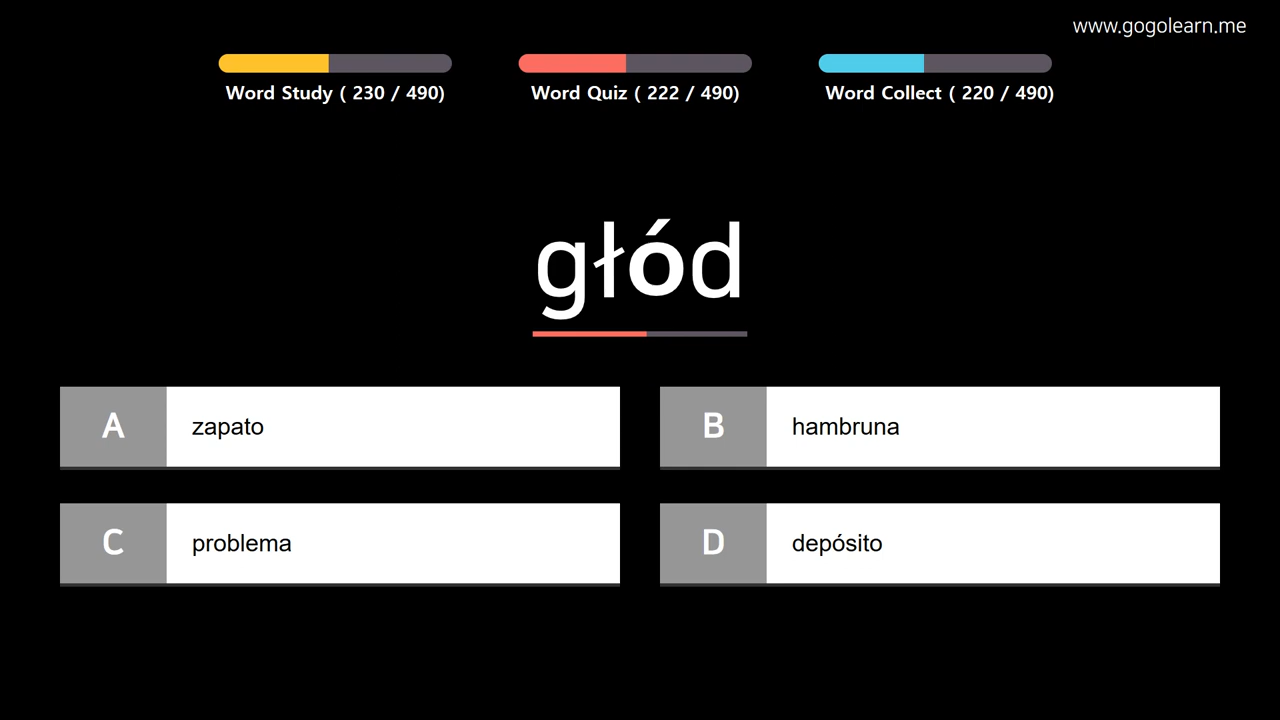 www.gogolearn.me
Word Study ( 230 / 490)
Word Quiz ( 222 / 490)
Word Collect ( 220 / 490)
głód
A zapato
B hambruna
C problema
D depósito